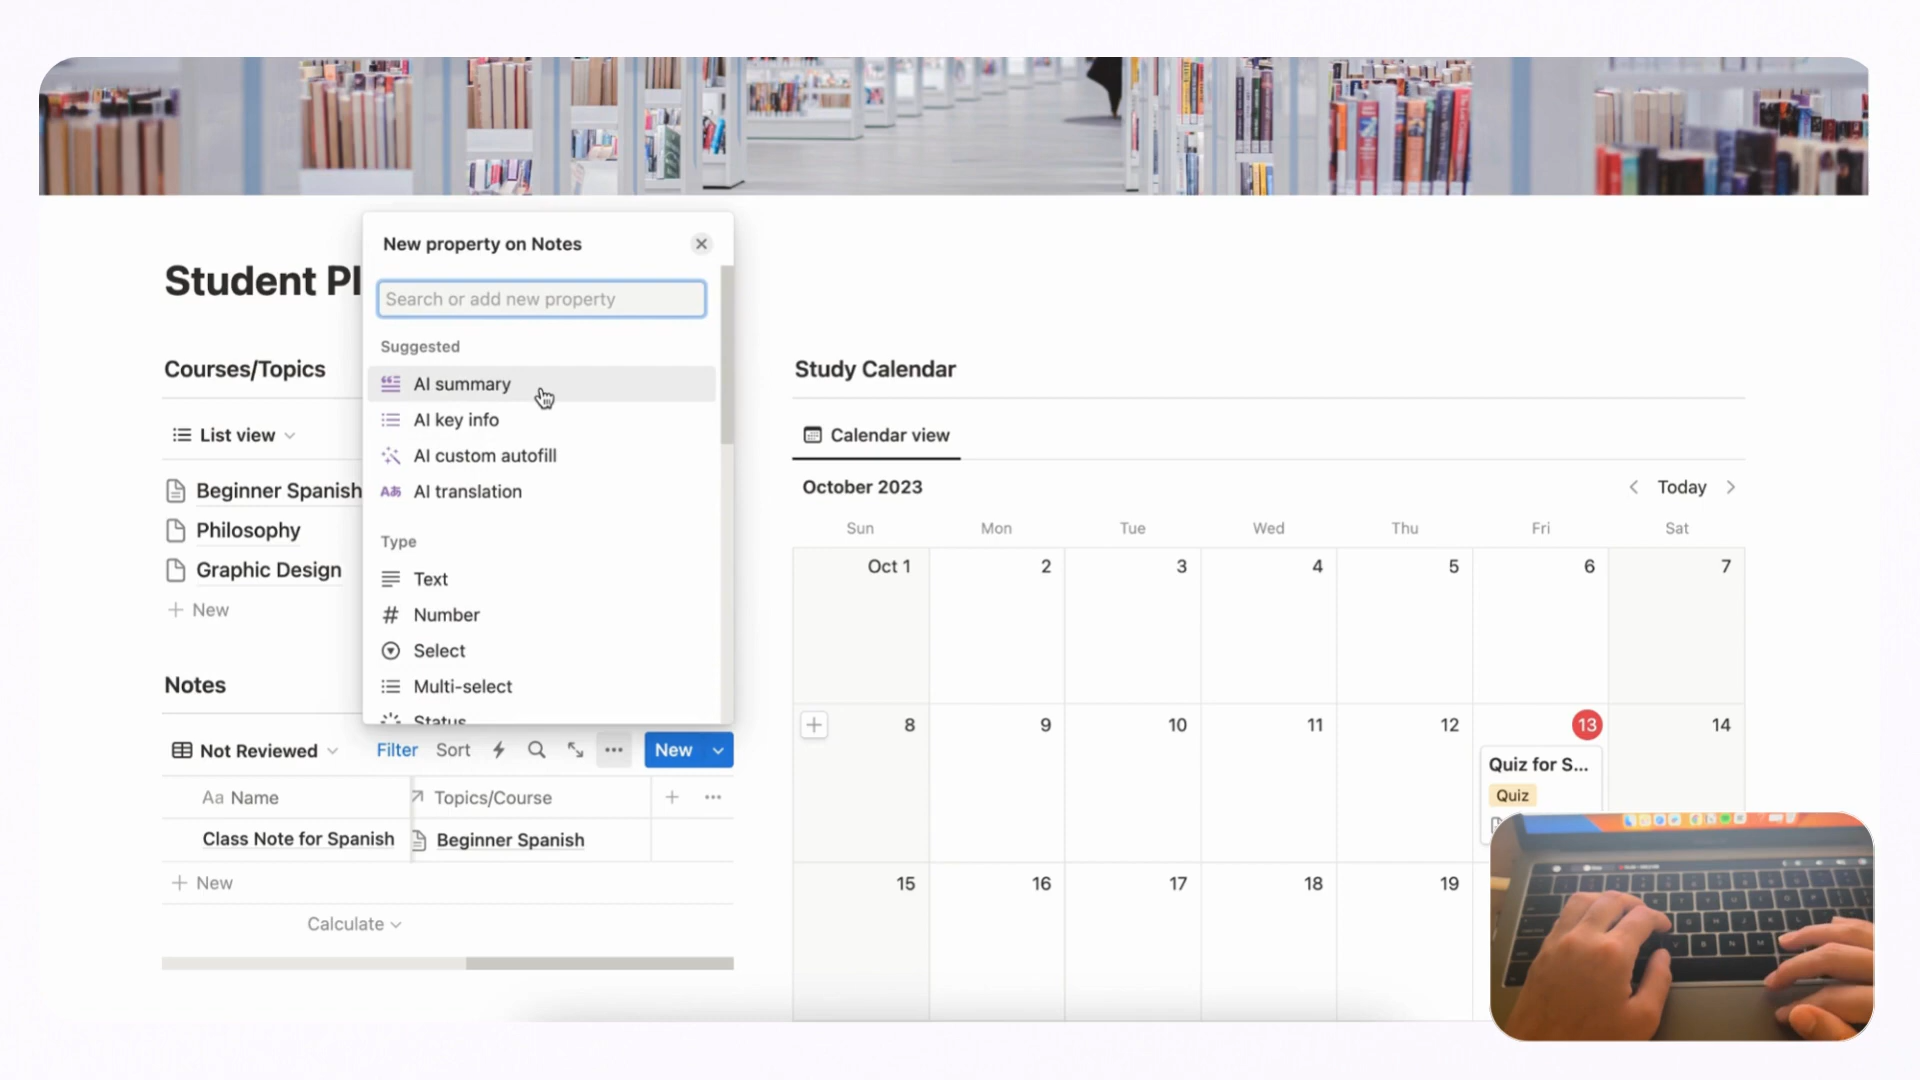 Student Pl
New property on Notes
Search or add new property
Suggested
AI summary
AI key info
AI custom autofill
AI translation
Type
Text
Number
Select
Multi-select
Status
Courses/Topics
List view
Beginner Spanish
Philosophy
Graphic Design
+ New
Notes
Not Reviewed
Filter Sort New
Aa Name Topics/Course
Class Note for Spanish Beginner Spanish
+ New
Calculate
Study Calendar
Calendar view
October 2023 Today
Sun Mon Tue Wed Thu Fri Sat
Oct 1 2 3 4 5 6 7
8 9 10 11 12 13 14
Quiz for S...
Quiz
15 16 17 18 19